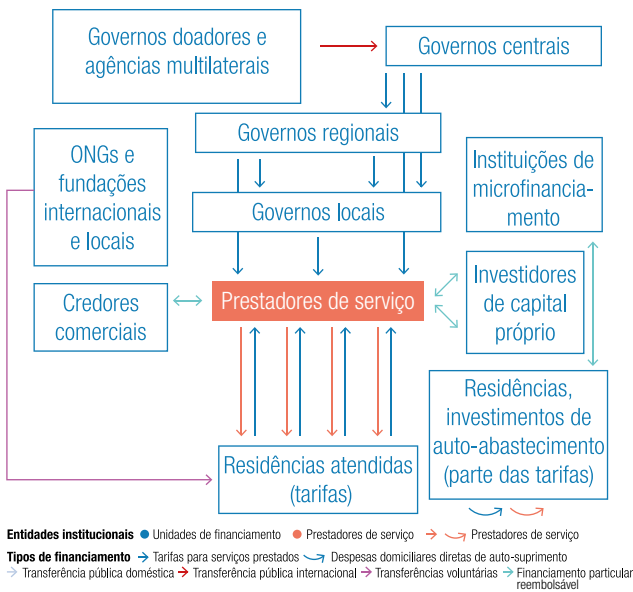 Governos doadores e
agências multilaterais
Governos centrais
Governos regionais
ONGs e
fundações
internacionais
e locais
Instituições de
microfinancia-
mento
Governos locais
Credores
comerciais
Prestadores de serviço
Investidores
de capital
próprio
Residências,
investimentos de
auto-abastecimento
(parte das tarifas)
Residências atendidas
(tarifas)
Entidades institucionais Unidades de financiamento Prestadores de serviço Prestadores de serviço
Tipos de financiamento Tarifas para serviços prestados Despesas domiciliares diretas de auto-suprimento
Transferência pública doméstica Transferência pública internacional Transferências voluntárias Financiamento particular
reembolsável